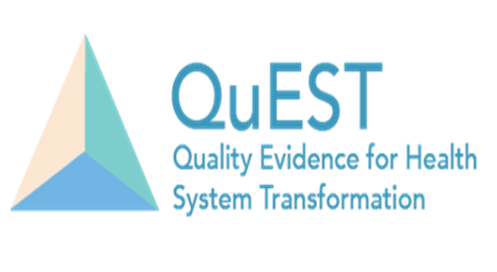 QuEST
Quality Evidence for Health
System Transformation